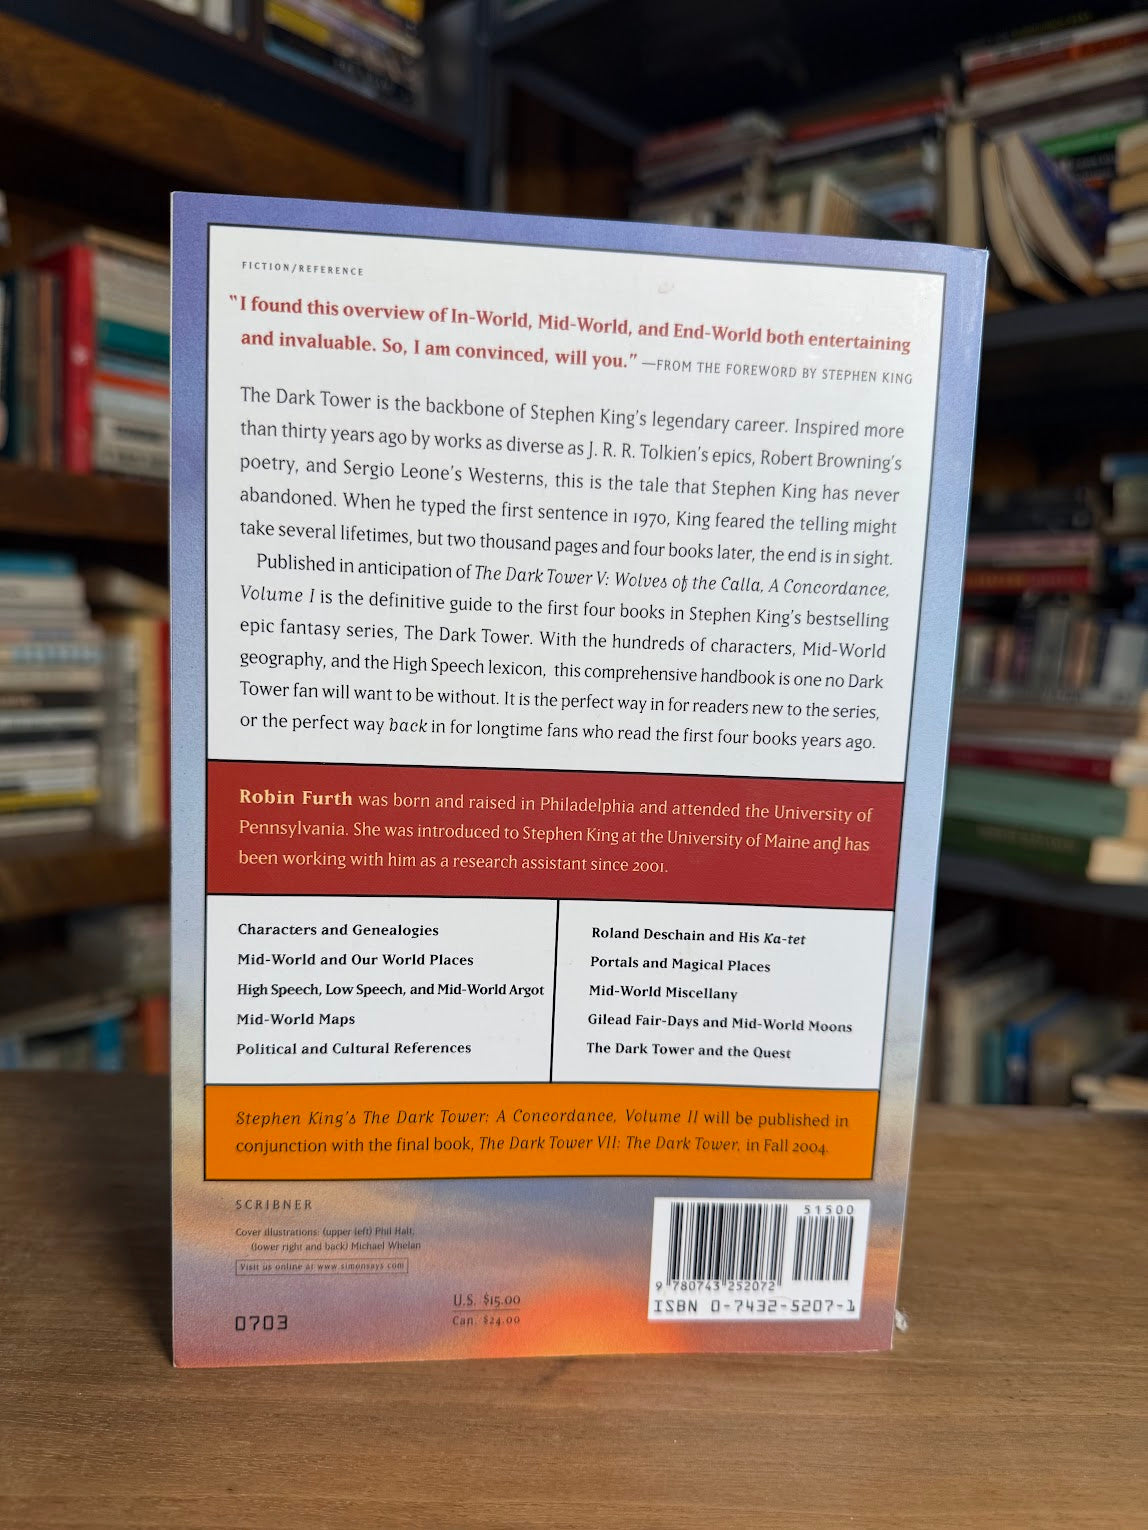 FICTION/REFERENCE
"I found this overview of In-World, Mid-World, and End-World both entertaining
and invaluable. So, I am convinced, will you." —FROM THE FOREWORD BY STEPHEN KING
The Dark Tower is the backbone of Stephen King's legendary career. Inspired more
than thirty years ago by works as diverse as J. R. R. Tolkien's epics, Robert Browning's
poetry, and Sergio Leone's Westerns, this is the tale that Stephen King has never
abandoned. When he typed the first sentence in 1970, King feared the telling might
take several lifetimes, but two thousand pages and four books later, the end is in sight.
Published in anticipation of The Dark Tower V: Wolves of the Calla, A Concordance,
Volume I is the definitive guide to the first four books in Stephen King's bestselling
epic fantasy series, The Dark Tower. With the hundreds of characters, Mid-World
geography, and the High Speech lexicon, this comprehensive handbook is one no Dark
Tower fan will want to be without. It is the perfect way in for readers new to the series,
or the perfect way back in for longtime fans who read the first four books years ago.
Robin Furth was born and raised in Philadelphia and attended the University of
Pennsylvania. She was introduced to Stephen King at the University of Maine and has
been working with him as a research assistant since 2001.
Characters and Genealogies
Mid-World and Our World Places
High Speech, Low Speech, and Mid-World Argot
Mid-World Maps
Political and Cultural References
Roland Deschain and His Ka-tet
Portals and Magical Places
Mid-World Miscellany
Gilead Fair-Days and Mid-World Moons
The Dark Tower and the Quest
Stephen King's The Dark Tower: A Concordance, Volume II will be published in
conjunction with the final book, The Dark Tower VII: The Dark Tower, in Fall 2004.
SCRIBNER
Cover illustrations: (upper left) Phil Hale;
(lower right and back) Michael Whelan
Visit us online at www.simonsays.com
0703
U.S. $15.00
Can. $24.00
51500
9 780743 252072
ISBN 0-7432-5207-1